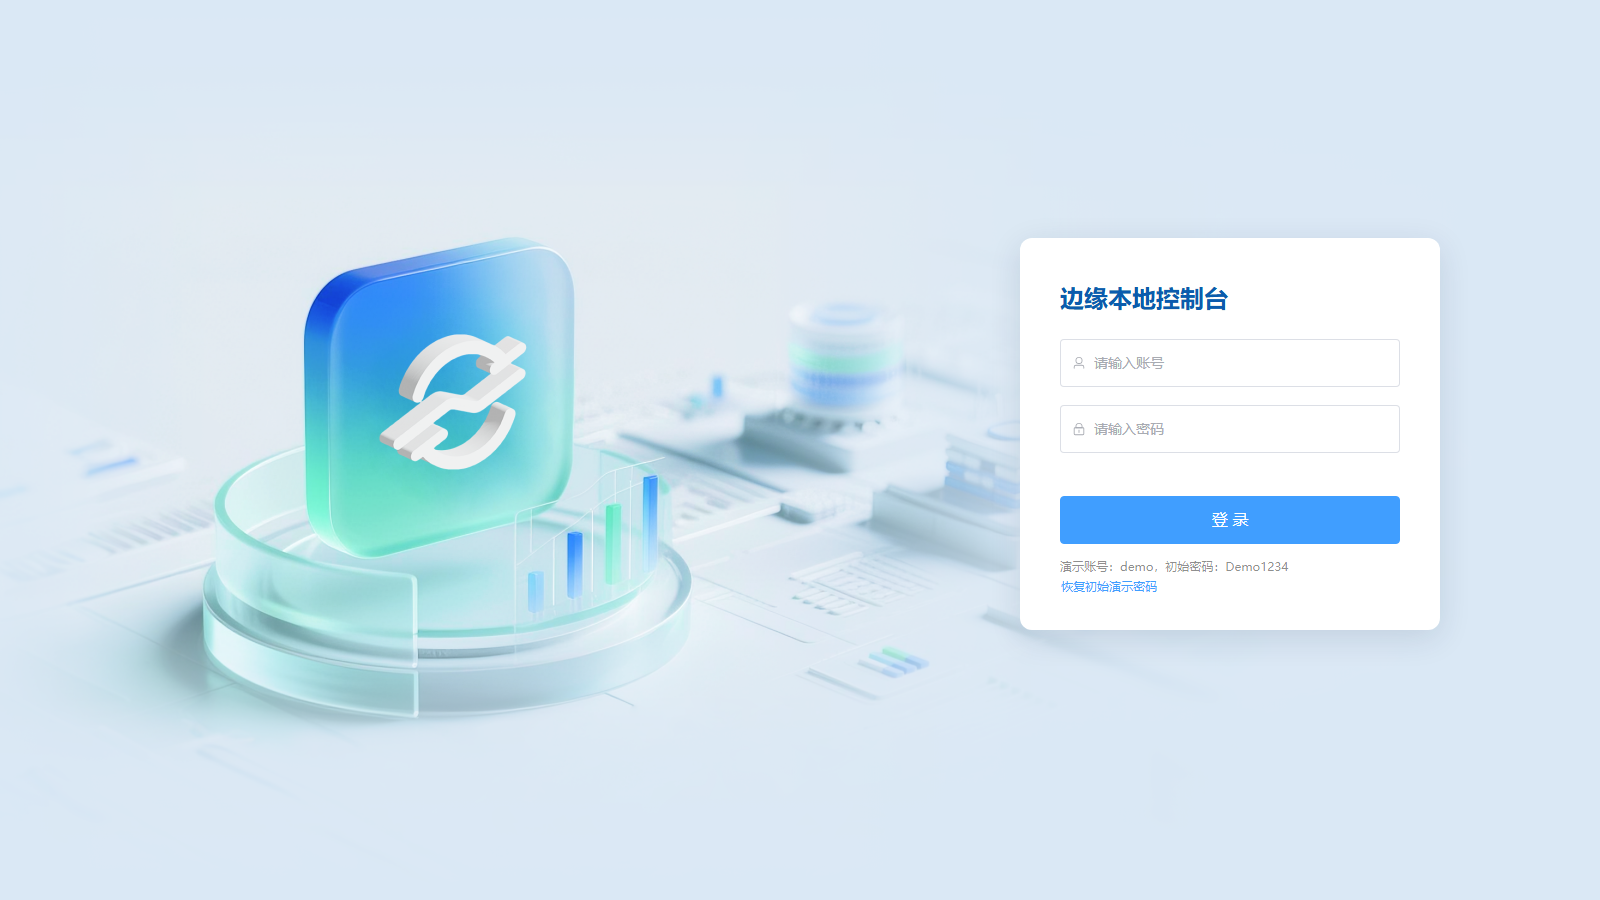 边缘本地控制台
请输入账号
请输入密码
登 录
演示账号：demo，初始密码：Demo1234
恢复初始演示密码